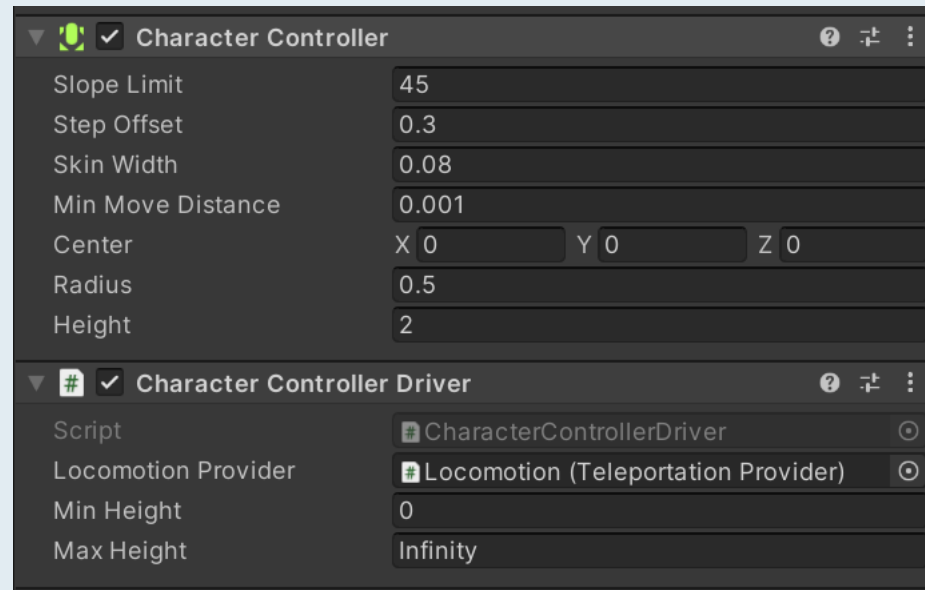 Character Controller
Slope Limit 45
Step Offset 0.3
Skin Width 0.08
Min Move Distance 0.001
Center X 0 Y 0 Z 0
Radius 0.5
Height 2
# Character Controller Driver
Script # CharacterControllerDriver
Locomotion Provider # Locomotion (Teleportation Provider)
Min Height 0
Max Height Infinity